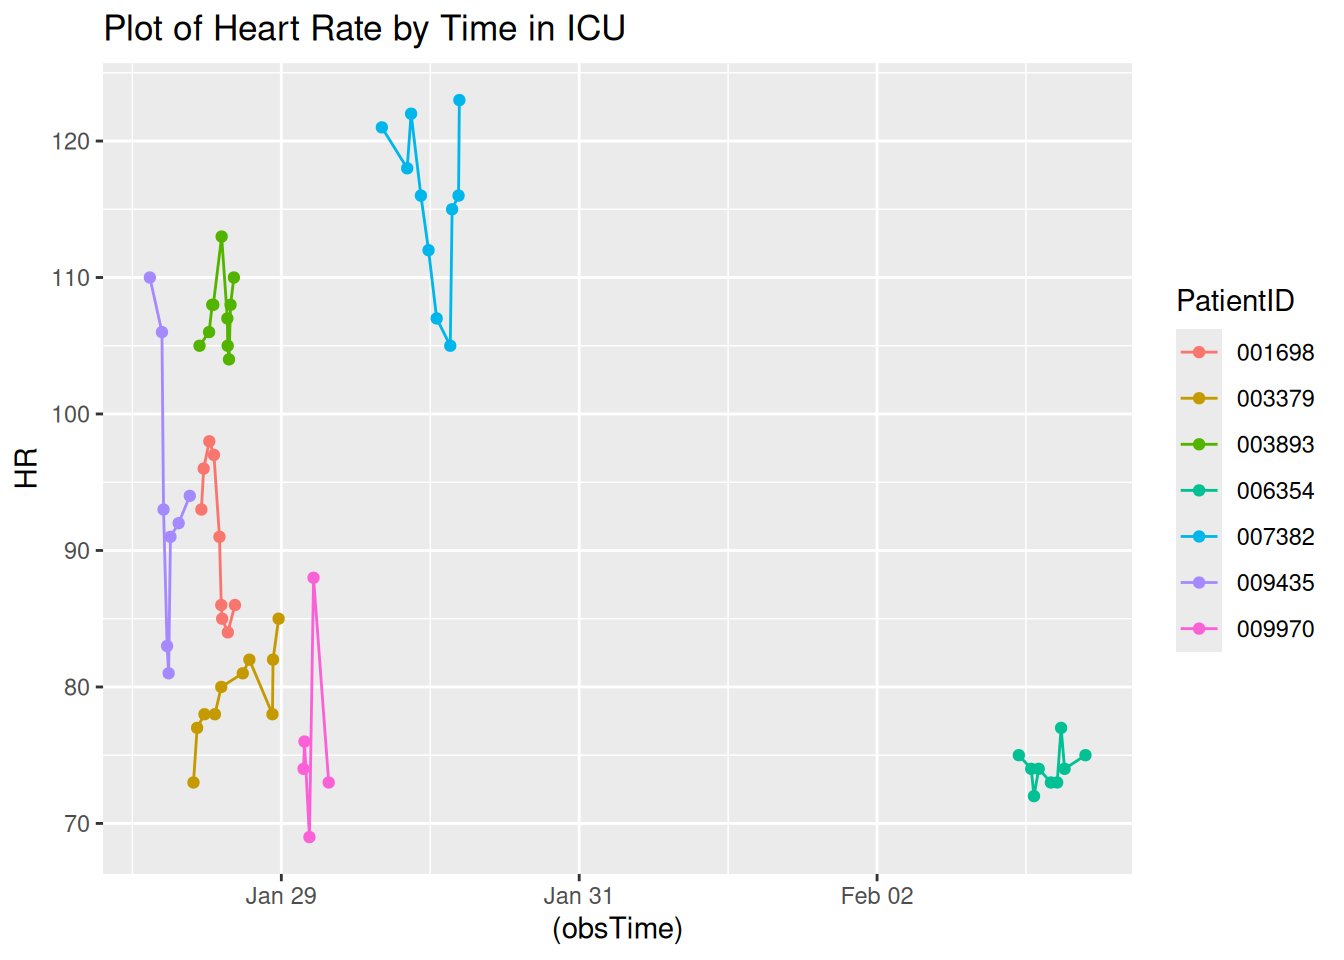 Plot of Heart Rate by Time in ICU
120
110
100
90
80
70
HR
Jan 29
Jan 31
Feb 02
(obsTime)
PatientID
001698
003379
003893
006354
007382
009435
009970